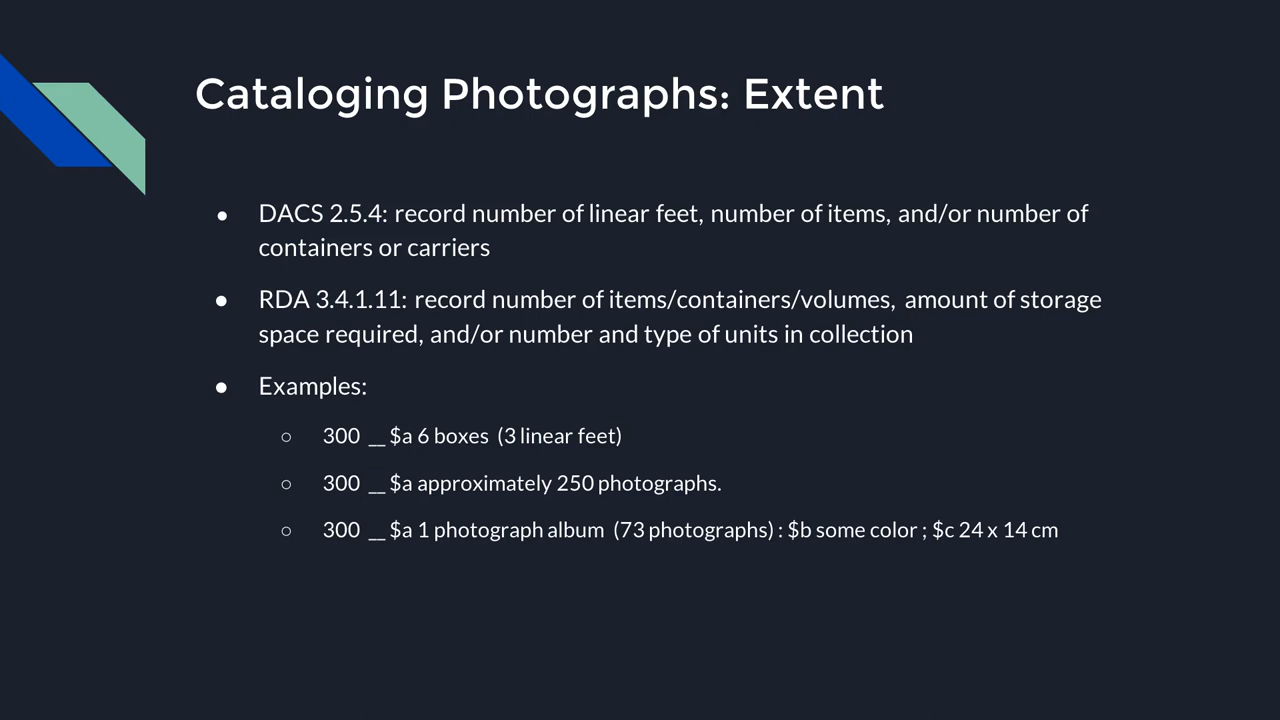 Cataloging Photographs: Extent
● DACS 2.5.4: record number of linear feet, number of items, and/or number of
containers or carriers
● RDA 3.4.1.11: record number of items/containers/volumes, amount of storage
space required, and/or number and type of units in collection
● Examples:
○ 300 __ $a 6 boxes (3 linear feet)
○ 300 __ $a approximately 250 photographs.
○ 300 __ $a 1 photograph album (73 photographs) : $b some color ; $c 24 x 14 cm